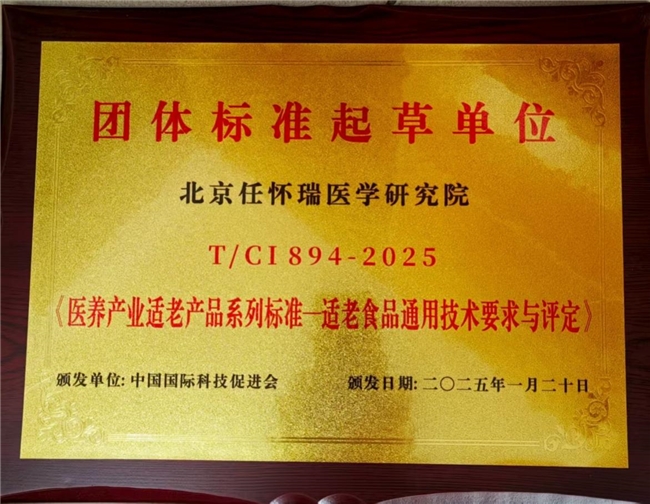 团体标准起草单位
北京任怀瑞医学研究院
T/CI 894-2025
《医养产业适老产品系列标准—适老食品通用技术要求与评定》
颁发单位: 中国国际科技促进会 颁发日期: 二〇二五年一月二十日